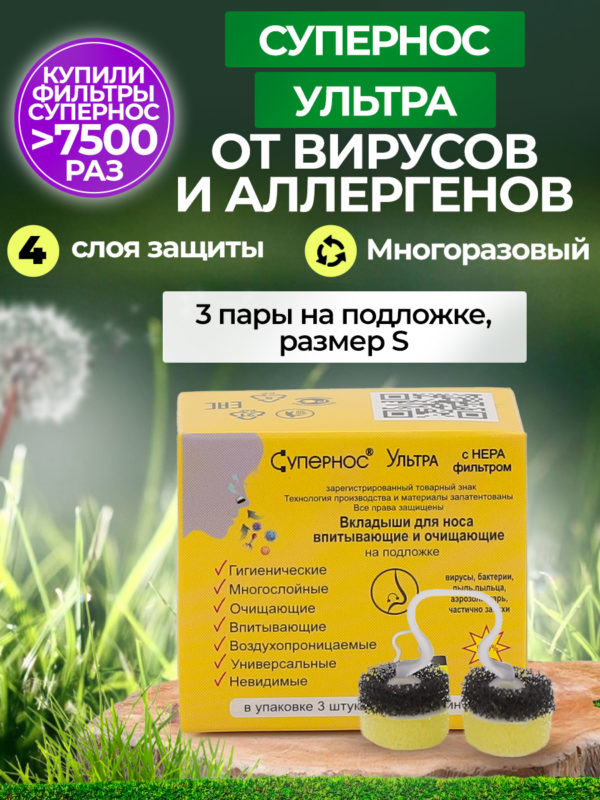 КУПИЛИ
ФИЛЬТРЫ
СУПЕРНОС
>7500
РАЗ
СУПЕРНОС
УЛЬТРА
ОТ ВИРУСОВ
И АЛЛЕРГЕНОВ
4 слоя защиты
Многоразовый
3 пары на подложке,
размер S
EAC
Супернос® Ультра с HEPA
фильтром
зарегистрированный товарный знак
Технология производства и материалы запатентованы
Все права защищены
Вкладыши для носа
впитывающие и очищающие
на подложке
✓Гигиенические
✓Многослойные
✓Очищающие
✓Впитывающие
✓Воздухопроницаемые
✓Универсальные
✓Невидимые
вирусы, бактерии,
пыль, пыльца,
частично
в упаковке 3